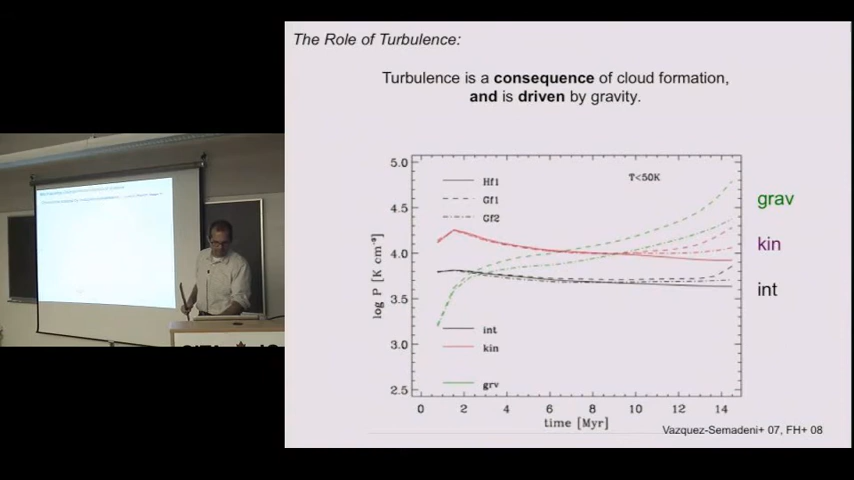 The Role of Turbulence:
Turbulence is a consequence of cloud formation,
and is driven by gravity.
5.0
4.5
4.0
3.5
3.0
2.5
log P [K cm⁻³]
Hf1
Gf1
Gf2
T<50K
int
kin
grv
grav
kin
int
0 2 4 6 8 10 12 14
time [Myr]
Vazquez-Semadeni+ 07, FH+ 08